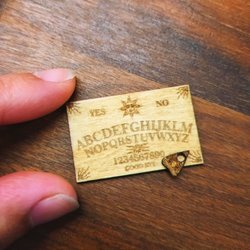 YES NO
ABCDEFGHIJKLM
NOPQRSTUVWXYZ
1234567890
GOOD BYE